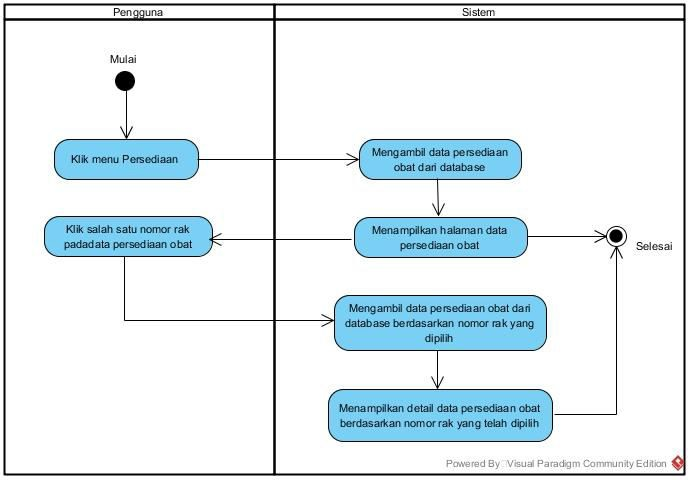 Pengguna
Sistem
Mulai
Klik menu Persediaan
Mengambil data persediaan
obat dari database
Klik salah satu nomor rak
padadata persediaan obat
Menampilkan halaman data
persediaan obat
Selesai
Mengambil data persediaan obat dari
database berdasarkan nomor rak yang
dipilih
Menampilkan detail data persediaan obat
berdasarkan nomor rak yang telah dipilih
Powered By Visual Paradigm Community Edition